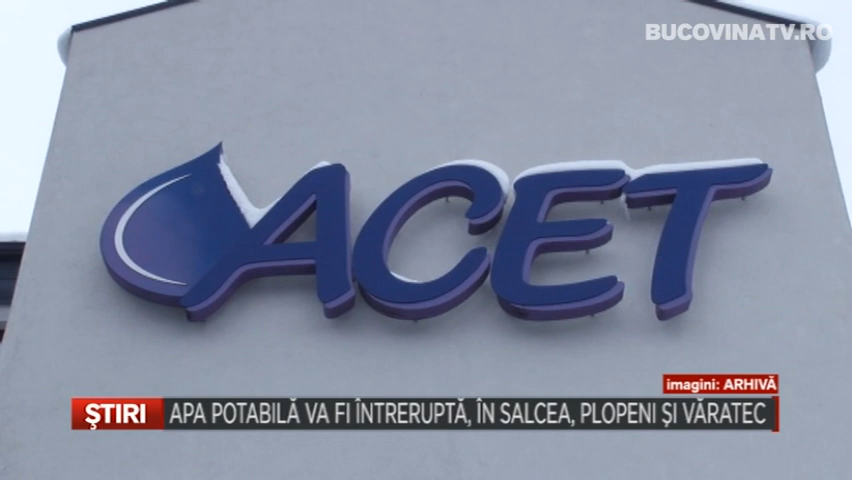 BUCOVINATV.RO
ACET
imagini: ARHIVĂ
ŞTIRI
APA POTABILĂ VA FI ÎNTRERUPTĂ, ÎN SALCEA, PLOPENI ŞI VĂRATEC